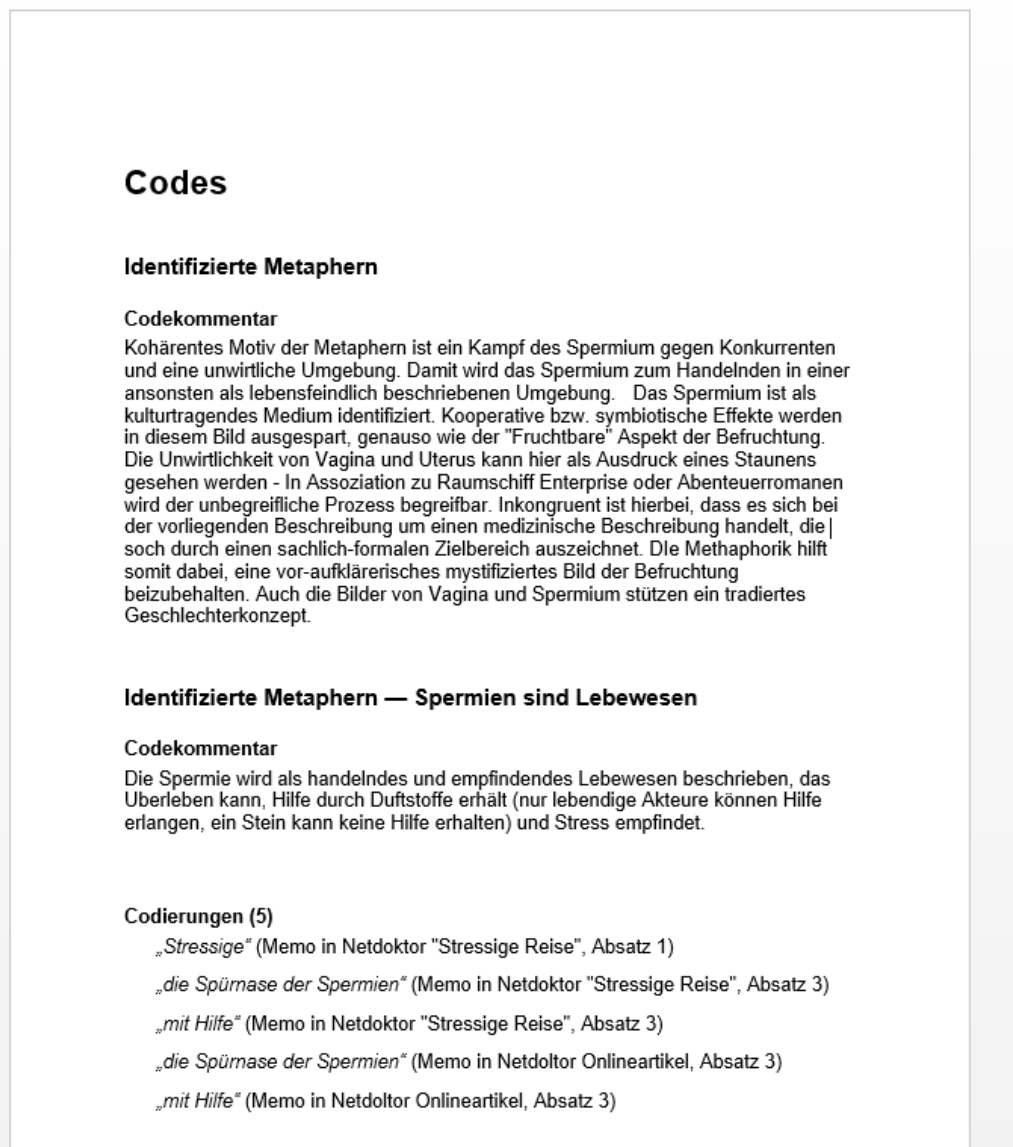 Codes
Identifizierte Metaphern
Codekommentar
Kohärentes Motiv der Metaphern ist ein Kampf des Spermium gegen Konkurrenten
und eine unwirtliche Umgebung. Damit wird das Spermium zum Handelnden in einer
ansonsten als lebensfeindlich beschriebenen Umgebung.   Das Spermium ist als
kulturtragendes Medium identifiziert. Kooperative bzw. symbiotische Effekte werden
in diesem Bild ausgespart, genauso wie der "Fruchtbare" Aspekt der Befruchtung.
Die Unwirtlichkeit von Vagina und Uterus kann hier als Ausdruck eines Staunens
gesehen werden - In Assoziation zu Raumschiff Enterprise oder Abenteuerromanen
wird der unbegreifliche Prozess begreifbar. Inkongruent ist hierbei, dass es sich bei
der vorliegenden Beschreibung um einen medizinische Beschreibung handelt, die
soch durch einen sachlich-formalen Zielbereich auszeichnet. DIe Methaphorik hilft
somit dabei, eine vor-aufklärerisches mystifiziertes Bild der Befruchtung
beizubehalten. Auch die Bilder von Vagina und Spermium stützen ein tradiertes
Geschlechterkonzept.
Identifizierte Metaphern — Spermien sind Lebewesen
Codekommentar
Die Spermie wird als handelndes und empfindendes Lebewesen beschrieben, das
Überleben kann, Hilfe durch Duftstoffe erhält (nur lebendige Akteure können Hilfe
erlangen, ein Stein kann keine Hilfe erhalten) und Stress empfindet.
Codierungen (5)
„Stressige“ (Memo in Netdoktor "Stressige Reise", Absatz 1)
„die Spürnase der Spermien“ (Memo in Netdoktor "Stressige Reise", Absatz 3)
„mit Hilfe“ (Memo in Netdoktor "Stressige Reise", Absatz 3)
„die Spürnase der Spermien“ (Memo in Netdoltor Onlineartikel, Absatz 3)
„mit Hilfe“ (Memo in Netdoltor Onlineartikel, Absatz 3)